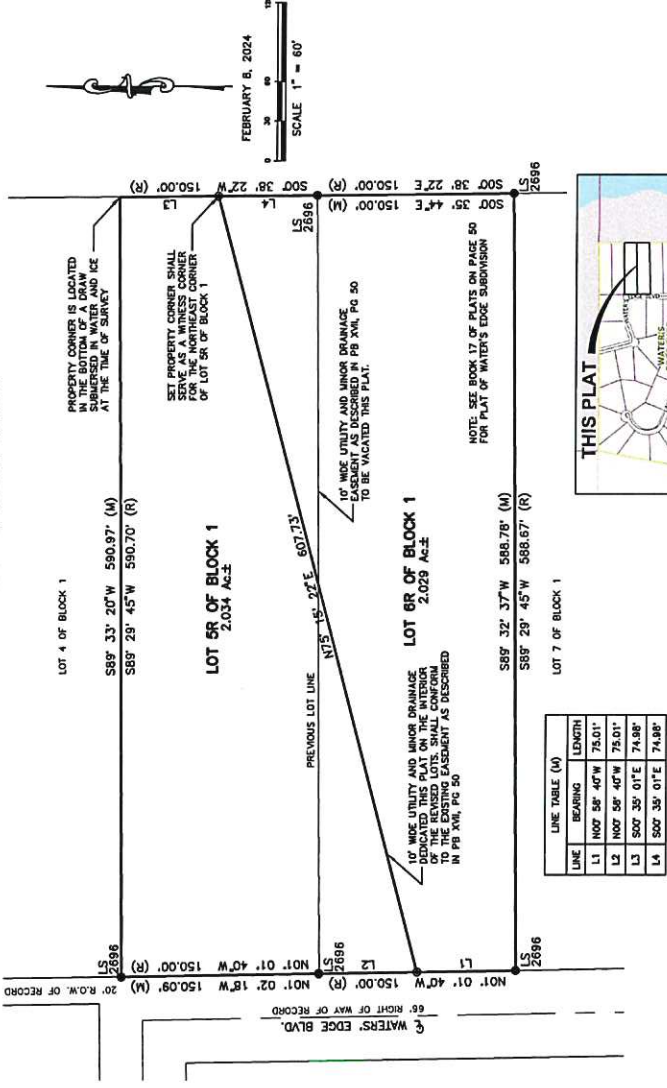 FEBRUARY 8, 2024
0 30 60
SCALE 1" = 60'
PROPERTY CORNER IS LOCATED
IN THE BOTTOM OF A DRAW
SUBMERSED IN WATER AND ICE
AT THE TIME OF SURVEY
LOT 4 OF BLOCK 1
S89° 33' 20"W 590.97' (M)
S89° 29' 45"W 590.70' (R)
SET PROPERTY CORNER SHALL
SERVE AS A WITNESS CORNER
FOR THE NORTHEAST CORNER
OF LOT 5R OF BLOCK 1
LOT 5R OF BLOCK 1
2.034 Ac.±
L3
S00° 38' 22"W 150.00' (R)
L4
LS
2696
N75° 15' 22"E 607.73'
PREVIOUS LOT LINE
10' WIDE UTILITY AND MINOR DRAINAGE
EASEMENT AS DESCRIBED IN PB XVII, PG 50
TO BE VACATED THIS PLAT.
S00° 35' 44"E 150.00' (M)
S00° 38' 22"E 150.00' (R)
LS
2696
LOT 6R OF BLOCK 1
2.029 Ac.±
10' WIDE UTILITY AND MINOR DRAINAGE
DEDICATED THIS PLAT ON THE INTERIOR
OF THE REVISED LOTS. SHALL CONFORM
TO THE EXISTING EASEMENT AS DESCRIBED
IN PB XVII, PG 50
NOTE: SEE BOOK 17 OF PLATS ON PAGE 50
FOR PLAT OF WATER'S EDGE SUBDIVISION
S89° 32' 37"W 588.78' (M)
S89° 29' 45"W 588.67' (R)
LOT 7 OF BLOCK 1
LS
2696
20' R.O.W. OF RECORD
N01° 02' 18"W 150.09' (M)
N01° 01' 40"W 150.00' (R)
LS
2696
L2
L1
N01° 01' 40"W 150.00' (R)
LS
2696
℄ WATERS' EDGE BLVD.
66' RIGHT OF WAY OF RECORD
LINE TABLE (M)
LINE BEARING LENGTH
L1 N00° 58' 40"W 75.01'
L2 N00° 58' 40"W 75.01'
L3 S00° 35' 01"E 74.98'
L4 S00° 35' 01"E 74.98'
THIS PLAT
WATER'S